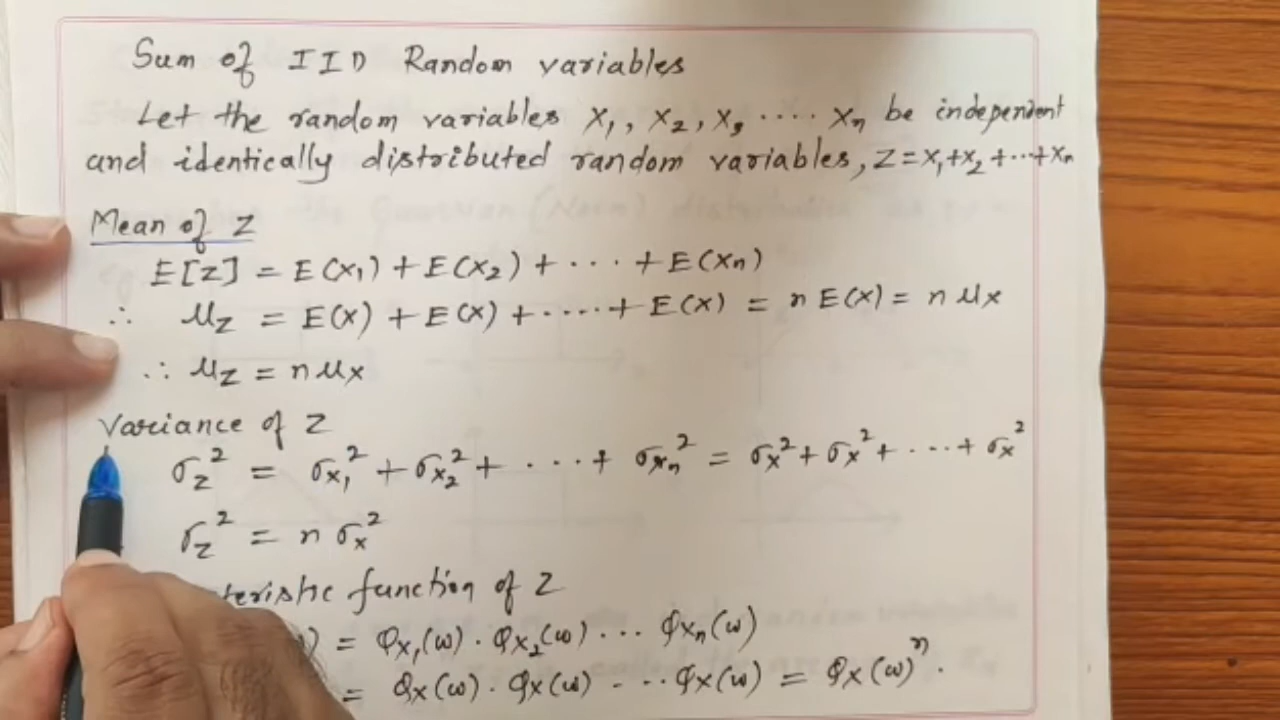 Sum of IID Random variables
Let the random variables X₁, X₂, X₃ ···· Xn be independent
and identically distributed random variables, Z=X₁+X₂+···+Xn
Mean of Z
E[Z] = E(X₁) + E(X₂) + ··· + E(Xn)
∴ μz = E(X) + E(X) + ····+ E(X) = n E(X) = n μx
∴ μz = n μx
Variance of Z
σz² = σx₁² + σx₂² + ···+ σxn² = σx² + σx² + ···+ σx²
σz² = n σx²
teristic function of Z
) = Φx₁(ω) · Φx₂(ω) ··· Φxn(ω)
= Φx(ω) · Φx(ω) - ··Φx(ω) = Φx(ω)ⁿ.